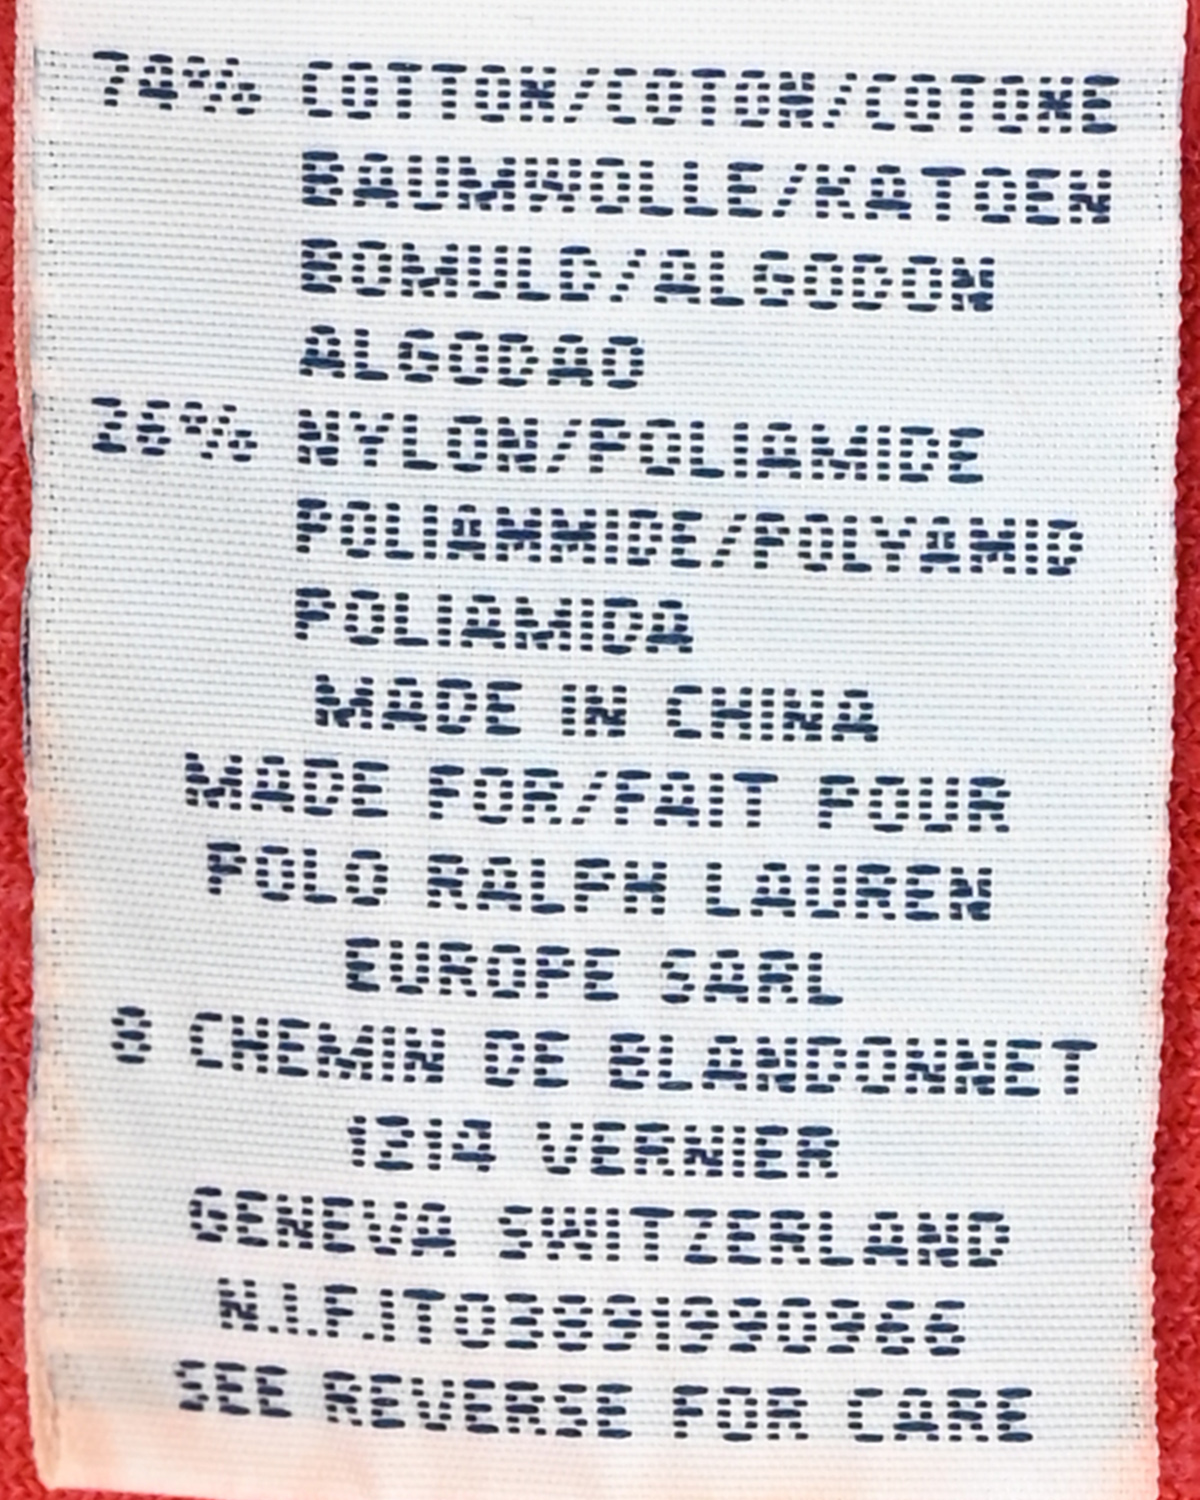 74% COTTON/COTON/COTONE
BAUMWOLLE/KATOEN
BOMULD/ALGODON
ALGODAO
26% NYLON/POLIAMIDE
POLIAMMIDE/POLYAMID
POLIAMIDA
MADE IN CHINA
MADE FOR/FAIT POUR
POLO RALPH LAUREN
EUROPE SARL
8 CHEMIN DE BLANDONNET
1214 VERNIER
GENEVA SWITZERLAND
N.I.F.IT03891990966
SEE REVERSE FOR CARE